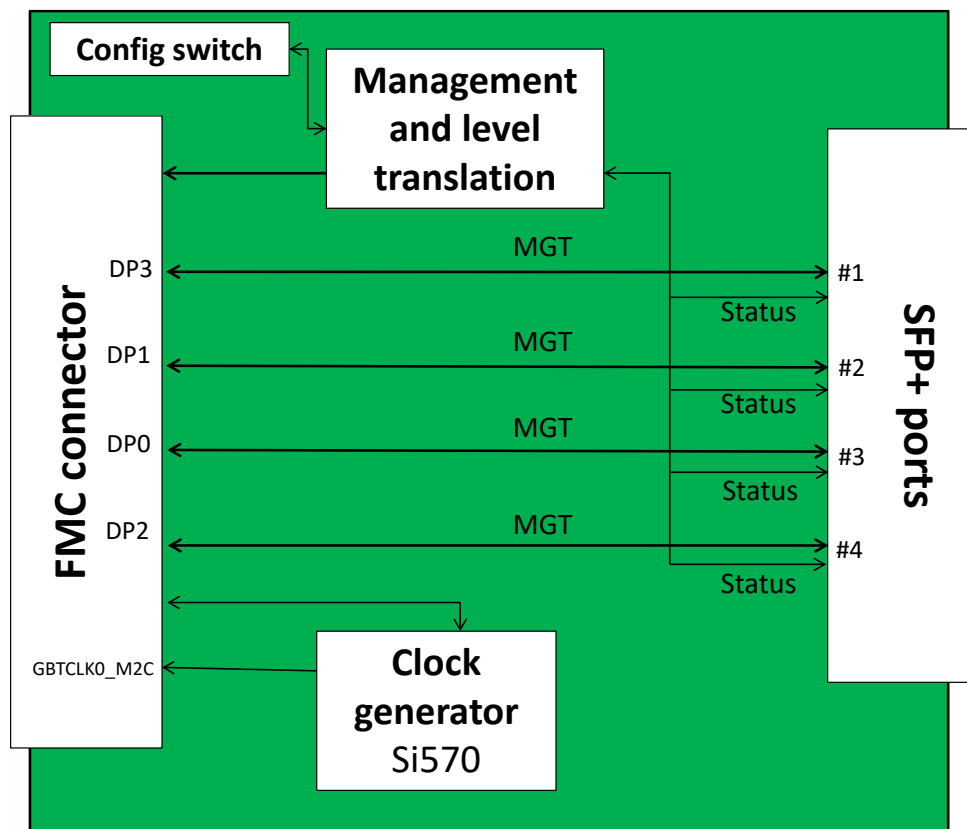 Config switch
Management
and level
translation
FMC connector
DP3
MGT
#1
Status
DP1
MGT
#2
Status
DP0
MGT
#3
Status
DP2
MGT
#4
Status
SFP+ ports
GBTCLK0_M2C
Clock
generator
Si570